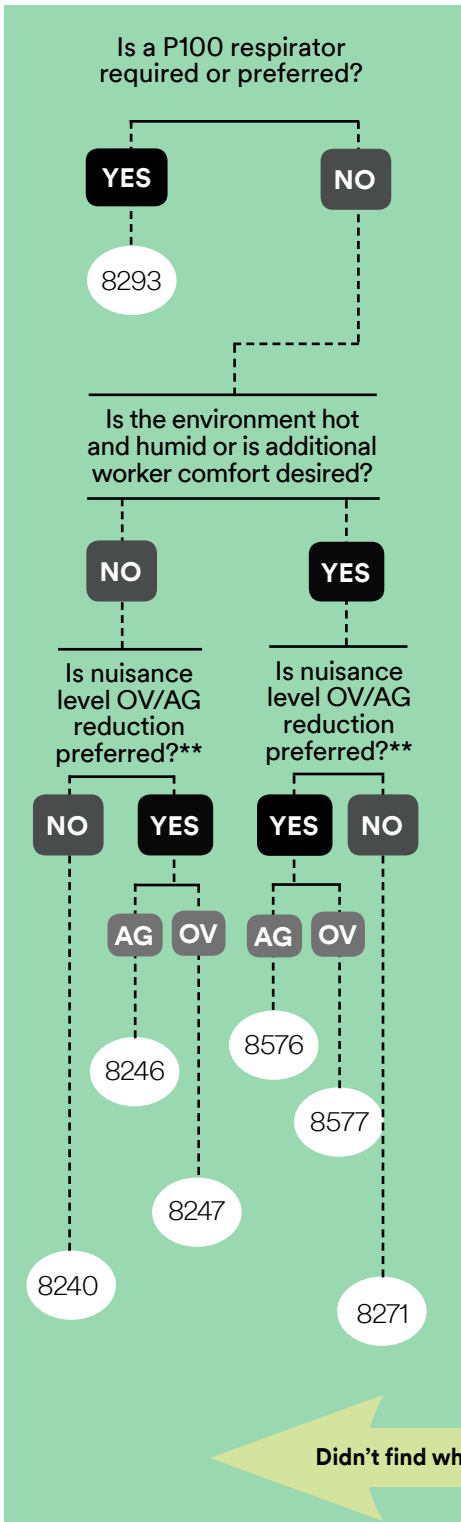 Is a P100 respirator
required or preferred?
YES
NO
8293
Is the environment hot
and humid or is additional
worker comfort desired?
NO
YES
Is nuisance
level OV/AG
reduction
preferred?**
Is nuisance
level OV/AG
reduction
preferred?**
NO
YES
YES
NO
AG
OV
AG
OV
8576
8246
8577
8247
8240
8271
Didn't find wh